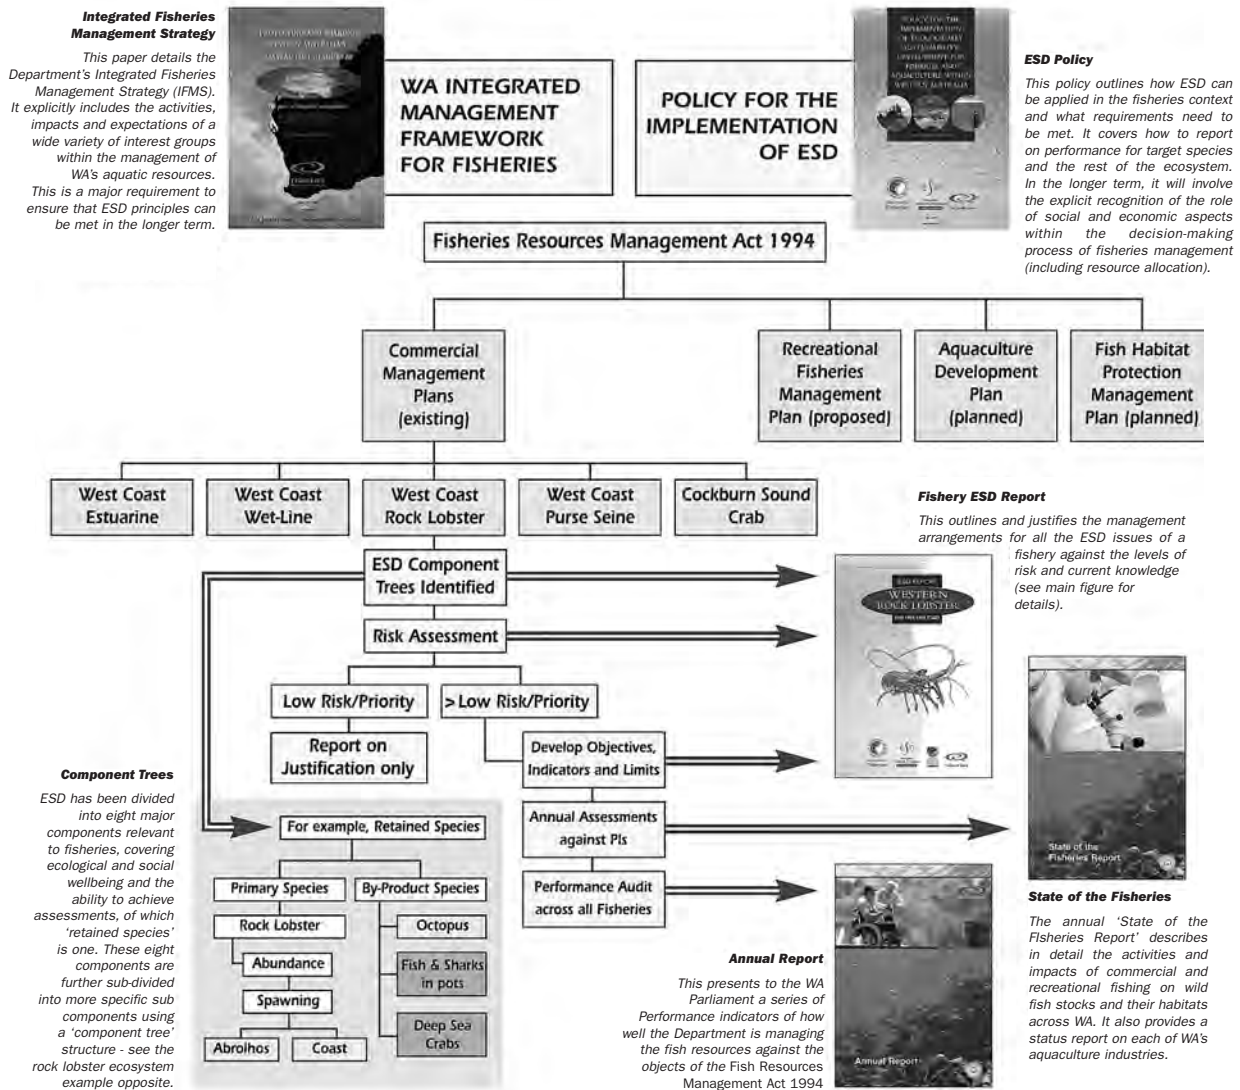 Integrated Fisheries
Management Strategy
This paper details the
Department's Integrated Fisheries
Management Strategy (IFMS).
It explicitly includes the activities,
impacts and expectations of a
wide variety of interest groups
within the management of
WA's aquatic resources.
This is a major requirement to
ensure that ESD principles can
be met in the longer term.
WA INTEGRATED
MANAGEMENT
FRAMEWORK
FOR FISHERIES
POLICY FOR THE
IMPLEMENTATION
OF ESD
POLICY FOR THE
IMPLEMENTATION
OF ECOLOGICALLY
SUSTAINABLE
DEVELOPMENT FOR
FISHERIES AND
AQUACULTURE WITHIN
WESTERN AUSTRALIA
ESD Policy
This policy outlines how ESD can
be applied in the fisheries context
and what requirements need to
be met. It covers how to report
on performance for target species
and the rest of the ecosystem.
In the longer term, it will involve
the explicit recognition of the role
of social and economic aspects
within the decision-making
process of fisheries management
(including resource allocation).
Fisheries Resources Management Act 1994
Commercial
Management
Plans
(existing)
Recreational
Fisheries
Management
Plan (proposed)
Aquaculture
Development
Plan
(planned)
Fish Habitat
Protection
Management
Plan (planned)
West Coast
Estuarine
West Coast
Wet-Line
West Coast
Rock Lobster
West Coast
Purse Seine
Cockburn Sound
Crab
Fishery ESD Report
This outlines and justifies the management
arrangements for all the ESD issues of a
fishery against the levels of
risk and current knowledge
(see main figure for
details).
ESD Component
Trees Identified
Risk Assessment
Low Risk/Priority
> Low Risk/Priority
Report on
Justification only
Develop Objectives,
Indicators and Limits
Annual Assessments
against PIs
Performance Audit
across all Fisheries
ESD REPORT
WESTERN
ROCK LOBSTER
State of the
Fisheries Report
Component Trees
ESD has been divided
into eight major
components relevant
to fisheries, covering
ecological and social
wellbeing and the
ability to achieve
assessments, of which
'retained species'
is one. These eight
components are
further sub-divided
into more specific sub
components using
a 'component tree'
structure - see the
rock lobster ecosystem
example opposite.
For example, Retained Species
Primary Species
By-Product Species
Rock Lobster
Octopus
Abundance
Fish & Sharks
in pots
Spawning
Deep Sea
Crabs
Abrolhos
Coast
Annual Report
This presents to the WA
Parliament a series of
Performance indicators of how
well the Department is managing
the fish resources against the
objects of the Fish Resources
Management Act 1994
Annual Report
State of the Fisheries
The annual 'State of the
FIsheries Report' describes
in detail the activities and
impacts of commercial and
recreational fishing on wild
fish stocks and their habitats
across WA. It also provides a
status report on each of WA's
aquaculture industries.